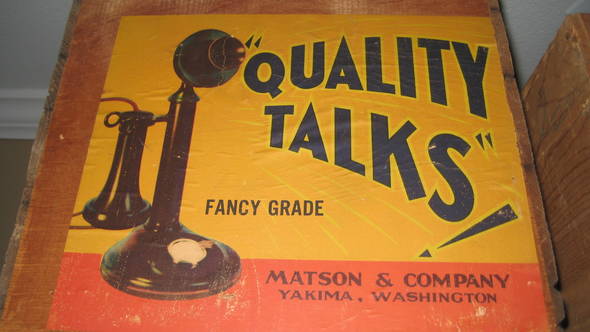 "QUALITY
TALKS"!
FANCY GRADE
MATSON & COMPANY
YAKIMA, WASHINGTON